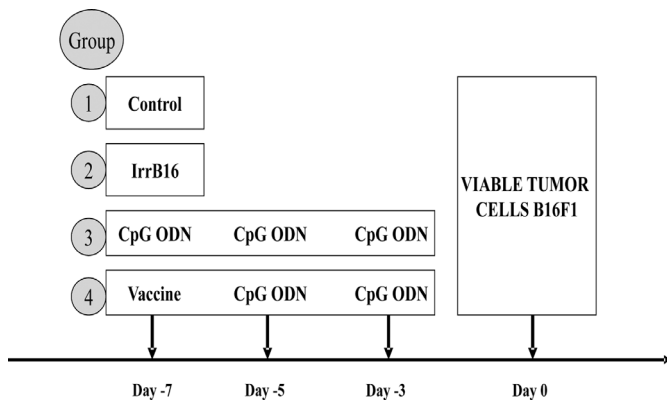 Group
1 Control
2 IrrB16
3 CpG ODN CpG ODN CpG ODN
4 Vaccine CpG ODN CpG ODN
VIABLE TUMOR
CELLS B16F1
Day -7 Day -5 Day -3 Day 0